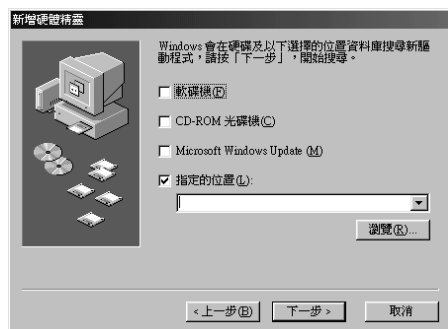 新增硬體精靈
Windows 會在硬碟及以下選擇的位置資料庫搜尋新驅
動程式，請按「下一步」，開始搜尋。
軟碟機(F)
CD-ROM 光碟機(C)
Microsoft Windows Update (M)
指定的位置(L):
瀏覽(R)...
<上一步(B)
下一步 >
取消